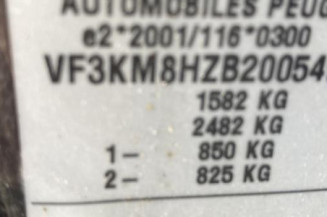 AUTOMOBILES PEUG
e2*2001/116*0300
VF3KM8HZB20054
1582 KG
2482 KG
1– 850 KG
2– 825 KG